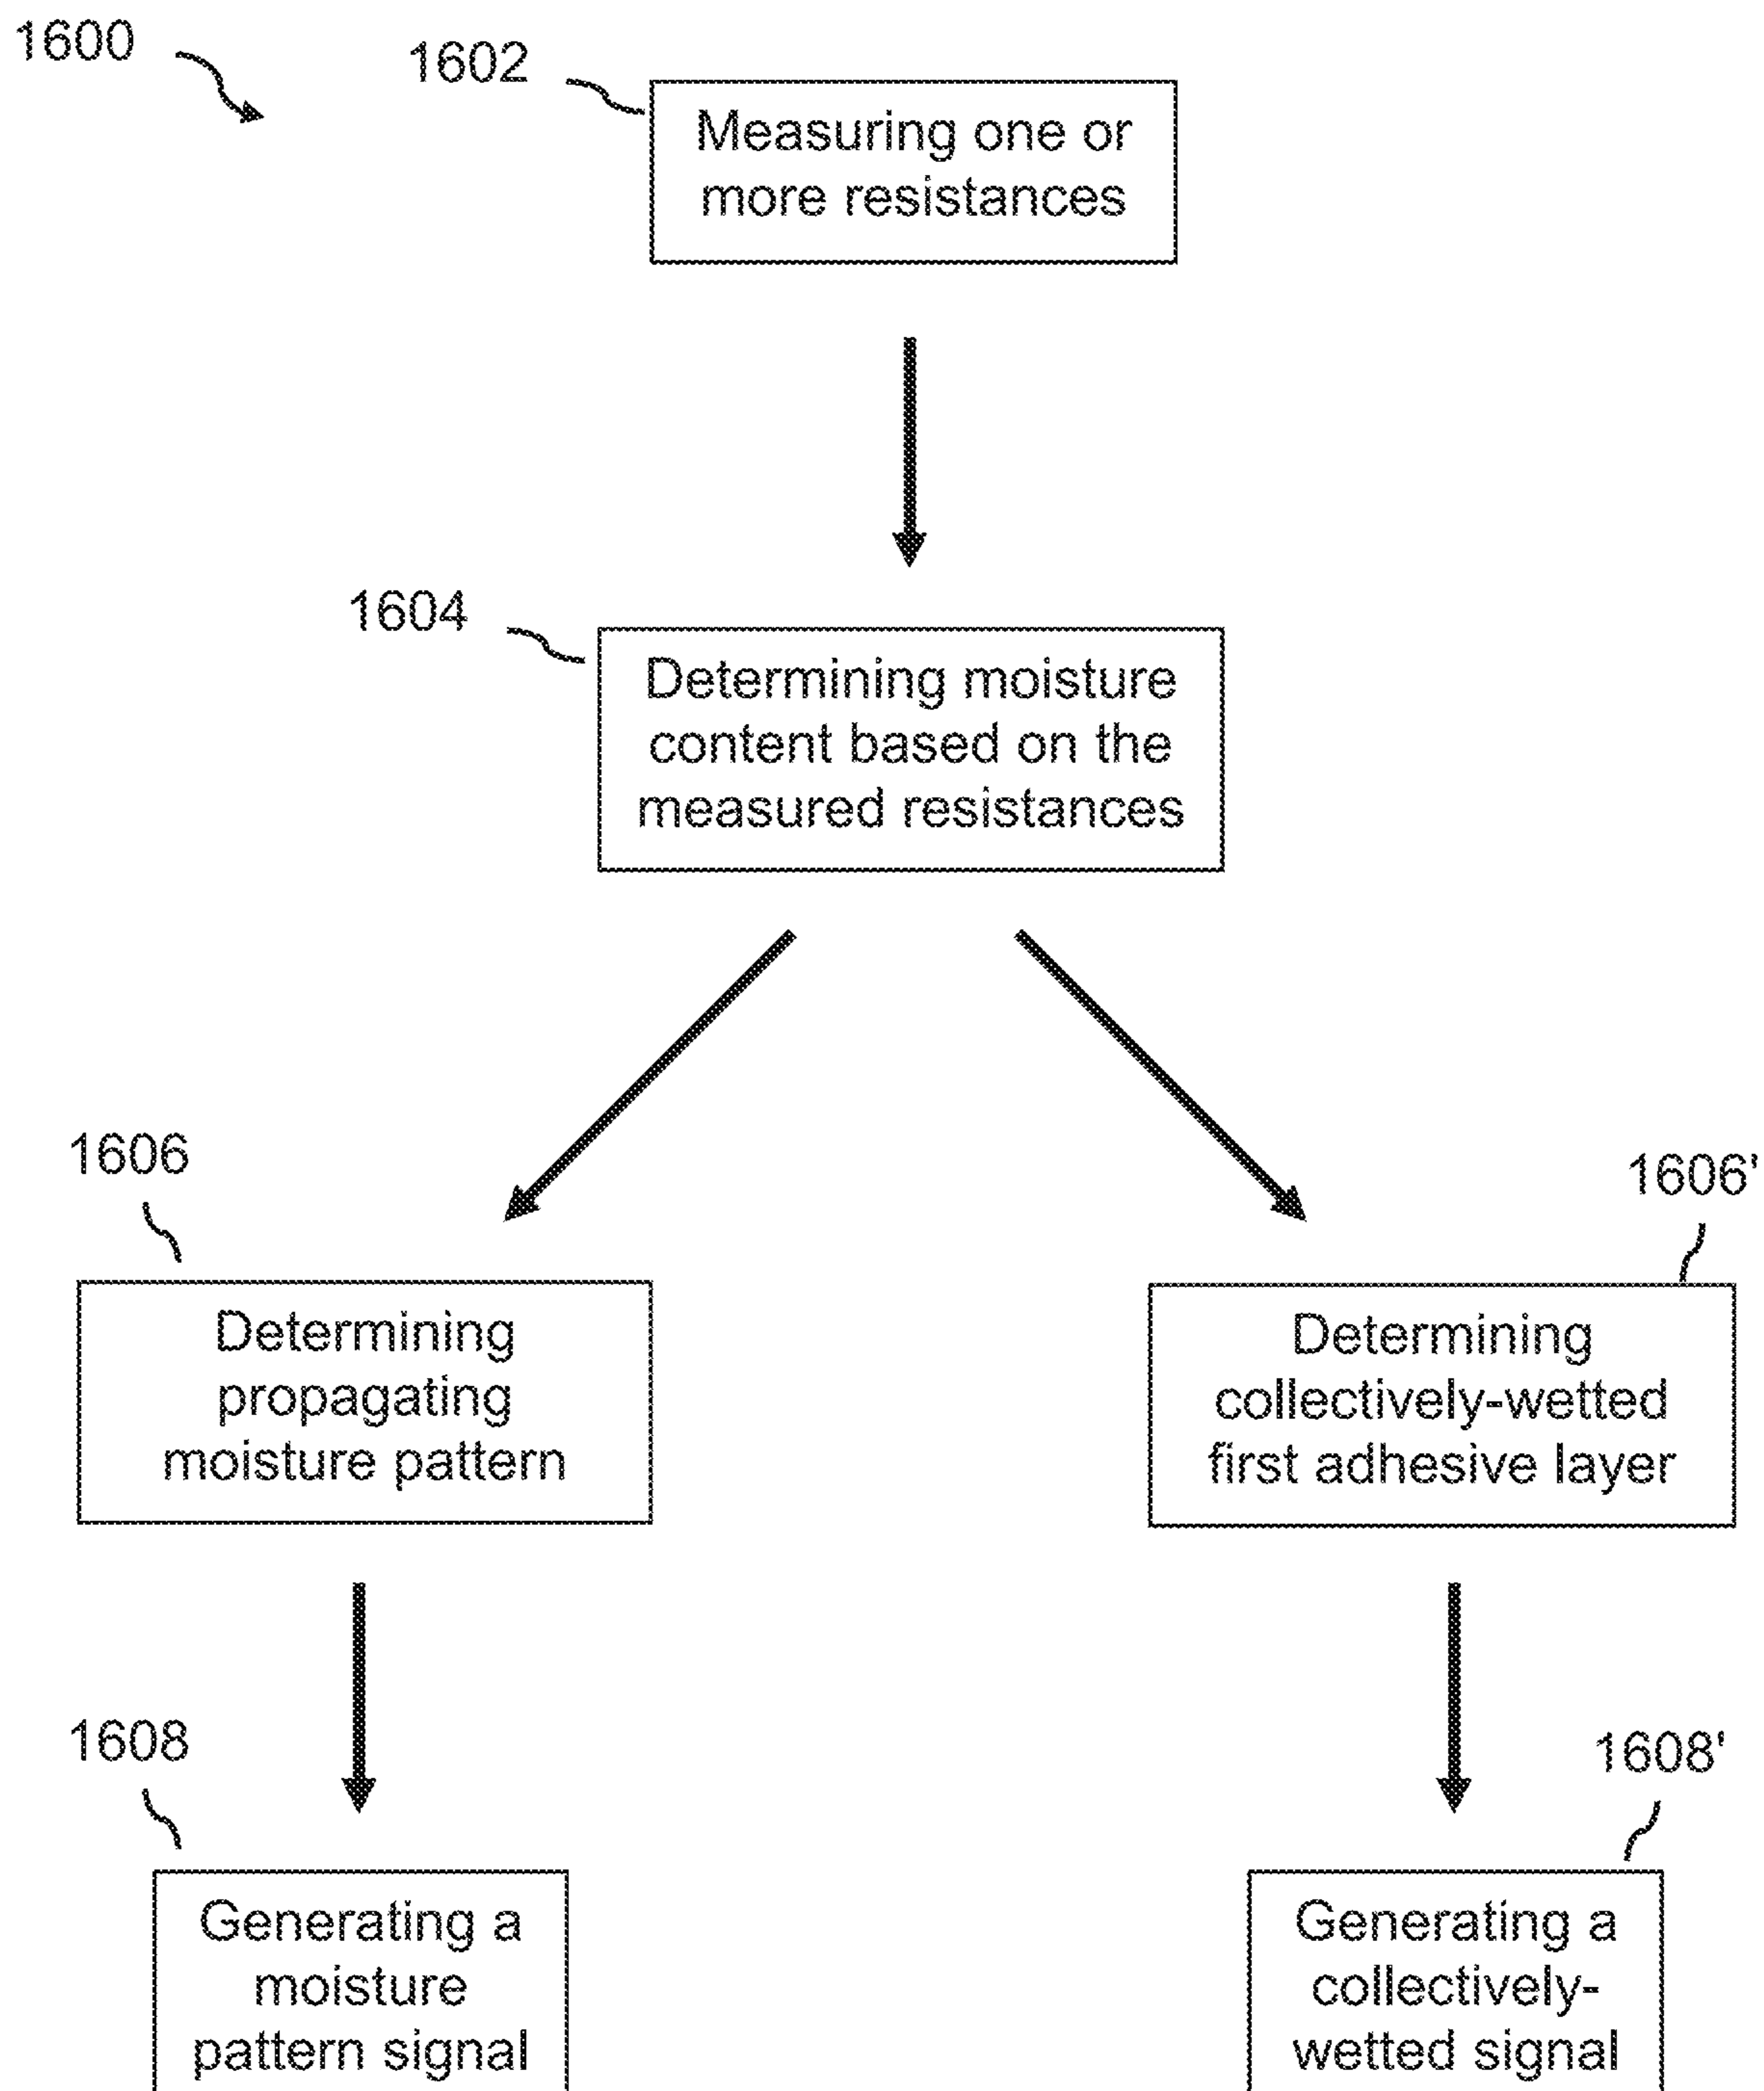 1600
1602
Measuring one or
more resistances
1604
Determining moisture
content based on the
measured resistances
1606
Determining
propagating
moisture pattern
1606'
Determining
collectively-wetted
first adhesive layer
1608
Generating a
moisture
pattern signal
1608'
Generating a
collectively-
wetted signal